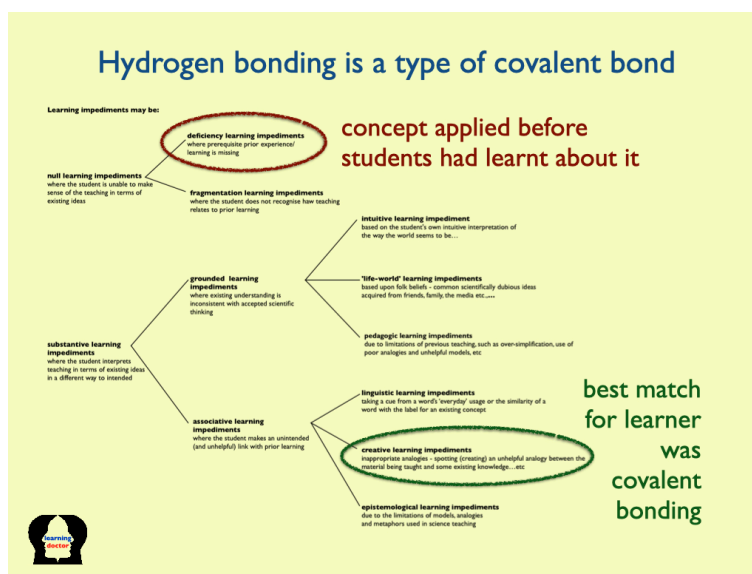 Hydrogen bonding is a type of covalent bond
Learning impediments may be:
deficiency learning impediments
where prerequisite prior experience/
learning is missing
concept applied before
students had learnt about it
null learning impediments
where the student is unable to make
sense of the teaching in terms of
existing ideas
fragmentation learning impediments
where the student does not recognise haw teaching
relates to prior learning
intuitive learning impediment
based on the student's own intuitive interpretation of
the way the world seems to be…
grounded learning
impediments
where existing understanding is
inconsistent with accepted scientific
thinking
'life-world' learning impediments
based upon folk beliefs - common scientifically dubious ideas
acquired from friends, family, the media etc.,...
pedagogic learning impediments
due to limitations of previous teaching, such as over-simplification, use of
poor analogies and unhelpful models, etc
substantive learning
impediments
where the student interprets
teaching in terms of existing ideas
in a different way to intended
linguistic learning impediments
taking a cue from a word's 'everyday' usage or the similarity of a
word with the label for an existing concept
associative learning
impediments
where the student makes an unintended
(and unhelpful) link with prior learning
creative learning impediments
inappropriate analogies - spotting (creating) an unhelpful analogy between the
material being taught and some existing knowledge…etc
best match
for learner
was
covalent
bonding
epistemological learning impediments
due to the limitations of models, analogies
and metaphors used in science teaching
learning
doctor